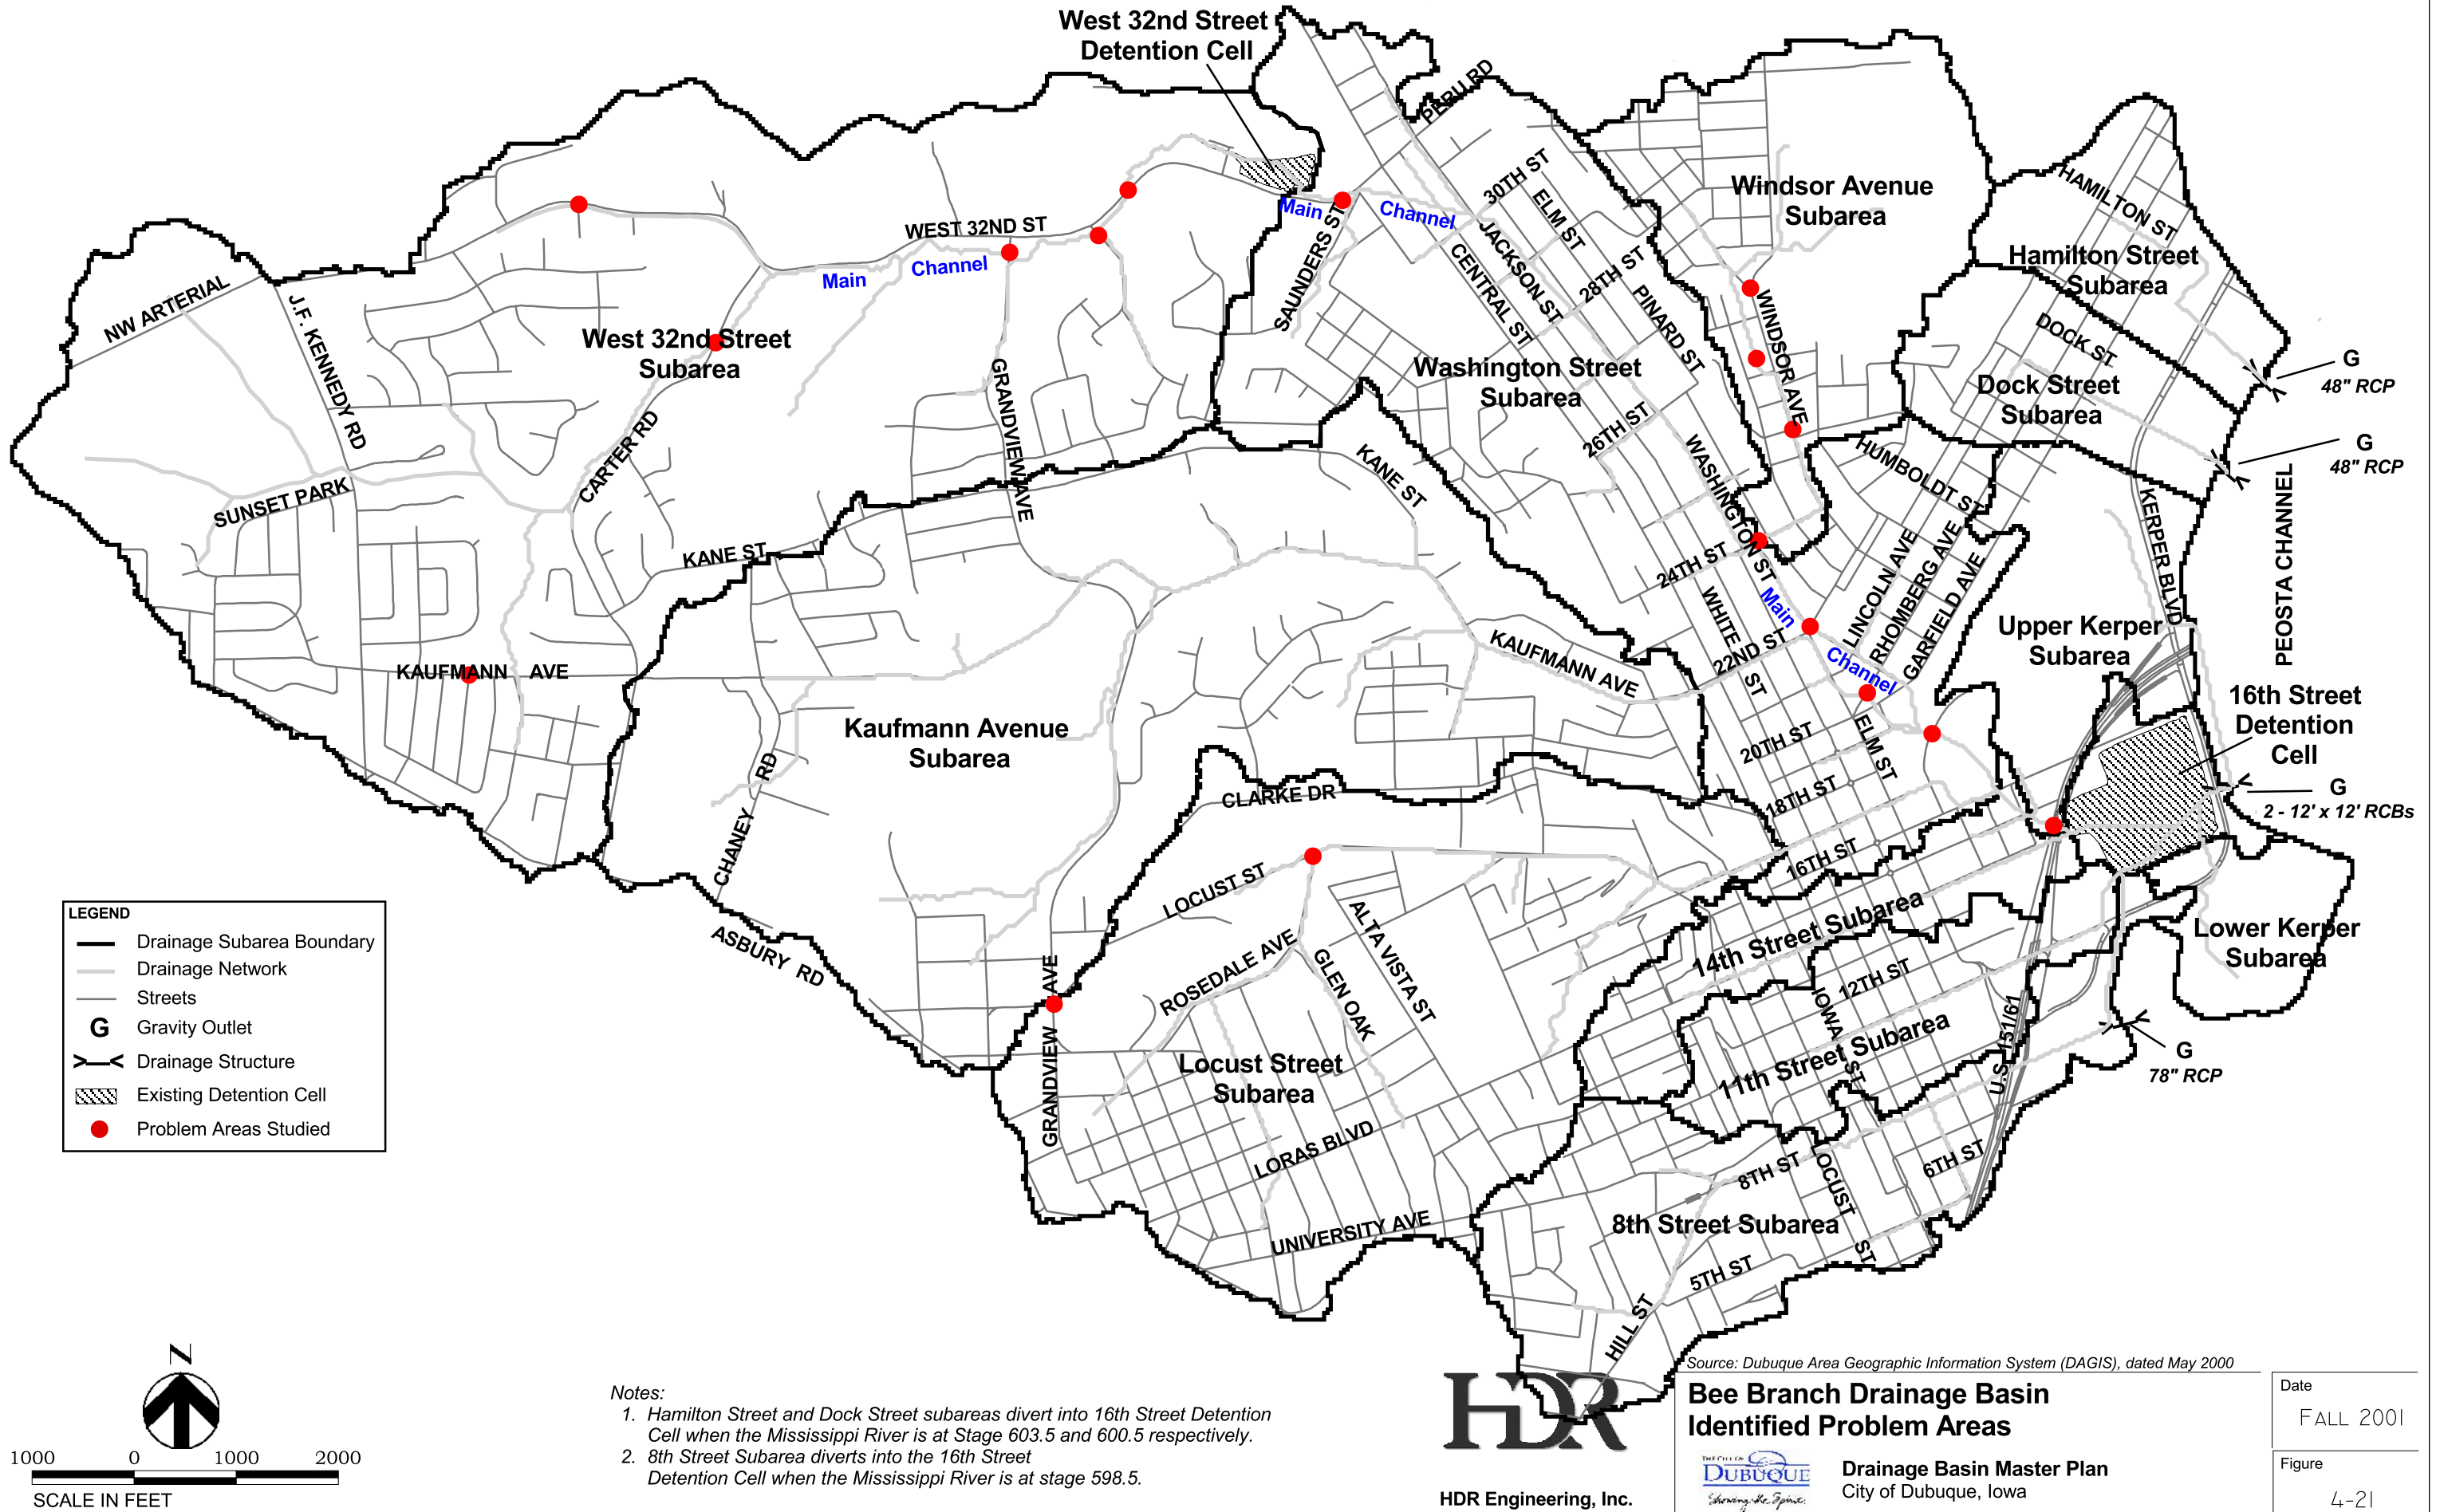 West 32nd Street
Detention Cell
PERU RD
30TH ST
ELM ST
Windsor Avenue
Subarea
HAMILTON ST
Hamilton Street
Subarea
Main
Channel
SAUNDERS ST
JACKSON ST
CENTRAL ST
28TH ST
PINARD ST
WINDSOR AVE
WEST 32ND ST
Main
Channel
NW ARTERIAL
J.F. KENNEDY RD
West 32nd Street
Subarea
GRANDVIEW AVE
CARTER RD
Washington Street
Subarea
26TH ST
DOCK ST
Dock Street
Subarea
G
48" RCP
G
48" RCP
PEOSTA CHANNEL
SUNSET PARK
KANE ST
KANE ST
WASHINGTON ST
HUMBOLDT ST
KERPER BLVD
24TH ST
WHITE ST
22ND ST
Main
Channel
LINCOLN AVE
RHOMBERG AVE
GARFIELD AVE
Upper Kerper
Subarea
KAUFMANN AVE
KAUFMANN AVE
Kaufmann Avenue
Subarea
CHANEY RD
ASBURY RD
20TH ST
ELM ST
18TH ST
16TH ST
16th Street
Detention
Cell
G
2 - 12' x 12' RCBs
CLARKE DR
LOCUST ST
ROSEDALE AVE
GLEN OAK
ALTA VISTA ST
GRANDVIEW AVE
Locust Street
Subarea
LORAS BLVD
UNIVERSITY AVE
14th Street Subarea
12TH ST
IOWA ST
11th Street Subarea
U.S. 151/61
Lower Kerper
Subarea
G
78" RCP
8TH ST
LOCUST ST
6TH ST
8th Street Subarea
5TH ST
HILL ST
LEGEND
Drainage Subarea Boundary
Drainage Network
Streets
G Gravity Outlet
Drainage Structure
Existing Detention Cell
Problem Areas Studied
N
1000 0 1000 2000
SCALE IN FEET
Notes:
1. Hamilton Street and Dock Street subareas divert into 16th Street Detention
Cell when the Mississippi River is at Stage 603.5 and 600.5 respectively.
2. 8th Street Subarea diverts into the 16th Street
Detention Cell when the Mississippi River is at stage 598.5.
HDR
HDR Engineering, Inc.
Source: Dubuque Area Geographic Information System (DAGIS), dated May 2000
Bee Branch Drainage Basin
Identified Problem Areas
THE CITY OF
DUBUQUE
Showing the Spirit
Drainage Basin Master Plan
City of Dubuque, Iowa
Date
FALL 2001
Figure
4-21